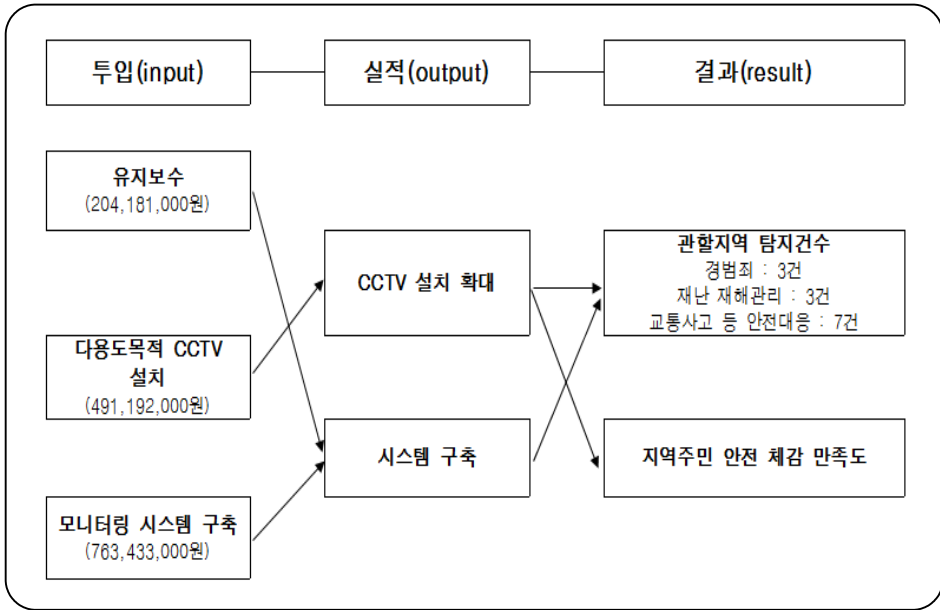 투입(input)
실적(output)
결과(result)
유지보수
(204,181,000원)
다용도목적 CCTV
설치
(491,192,000원)
모니터링 시스템 구축
(763,433,000원)
CCTV 설치 확대
시스템 구축
관할지역 탐지건수
경범죄 : 3건
재난 재해관리 : 3건
교통사고 등 안전대응 : 7건
지역주민 안전 체감 만족도